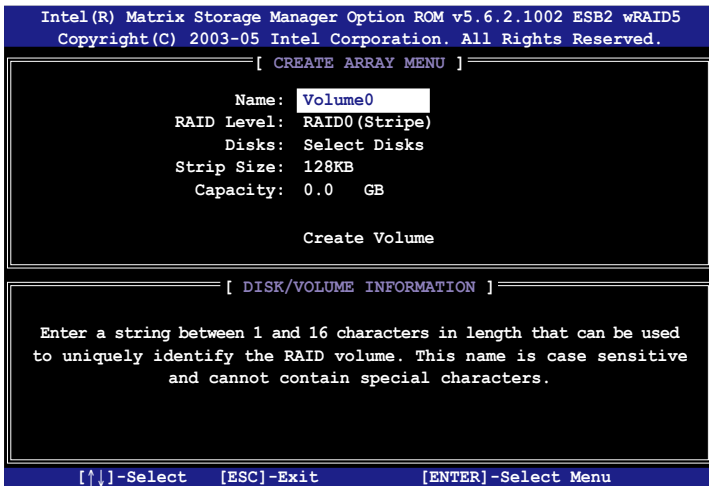 Intel(R) Matrix Storage Manager Option ROM v5.6.2.1002 ESB2 wRAID5
Copyright(C) 2003-05 Intel Corporation. All Rights Reserved.
[ CREATE ARRAY MENU ]
Name: Volume0
RAID Level: RAID0(Stripe)
Disks: Select Disks
Strip Size: 128KB
Capacity: 0.0 GB
Create Volume
[ DISK/VOLUME INFORMATION ]
Enter a string between 1 and 16 characters in length that can be used
to uniquely identify the RAID volume. This name is case sensitive
and cannot contain special characters.
[↑↓]-Select [ESC]-Exit [ENTER]-Select Menu